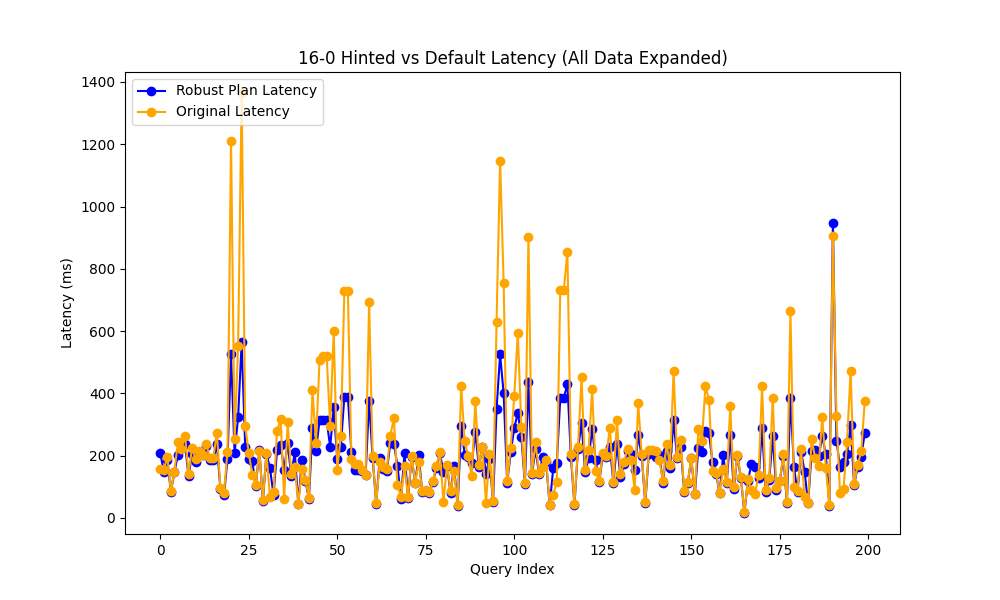 16-0 Hinted vs Default Latency (All Data Expanded)
Robust Plan Latency
Original Latency
1400
1200
1000
800
600
400
200
0
Latency (ms)
0 25 50 75 100 125 150 175 200
Query Index